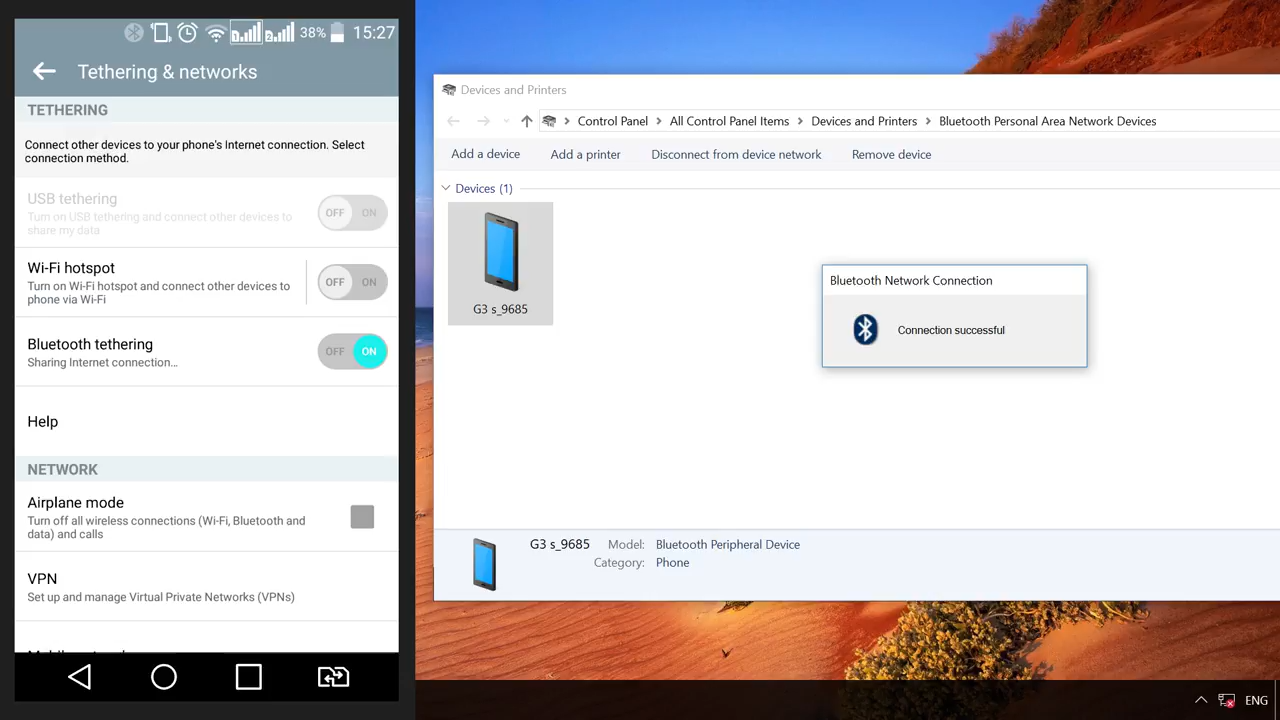 38% 15:27
Tethering & networks
TETHERING
Connect other devices to your phone's Internet connection. Select
connection method.
USB tethering
Turn on USB tethering and connect other devices to
share my data
OFF ON
Wi-Fi hotspot
Turn on Wi-Fi hotspot and connect other devices to
phone via Wi-Fi
OFF ON
Bluetooth tethering
Sharing Internet connection...
OFF ON
Help
NETWORK
Airplane mode
Turn off all wireless connections (Wi-Fi, Bluetooth and
data) and calls
VPN
Set up and manage Virtual Private Networks (VPNs)
Devices and Printers
Control Panel > All Control Panel Items > Devices and Printers > Bluetooth Personal Area Network Devices
Add a device Add a printer Disconnect from device network Remove device
Devices (1)
G3 s_9685
Bluetooth Network Connection
Connection successful
G3 s_9685 Model: Bluetooth Peripheral Device
Category: Phone
ENG